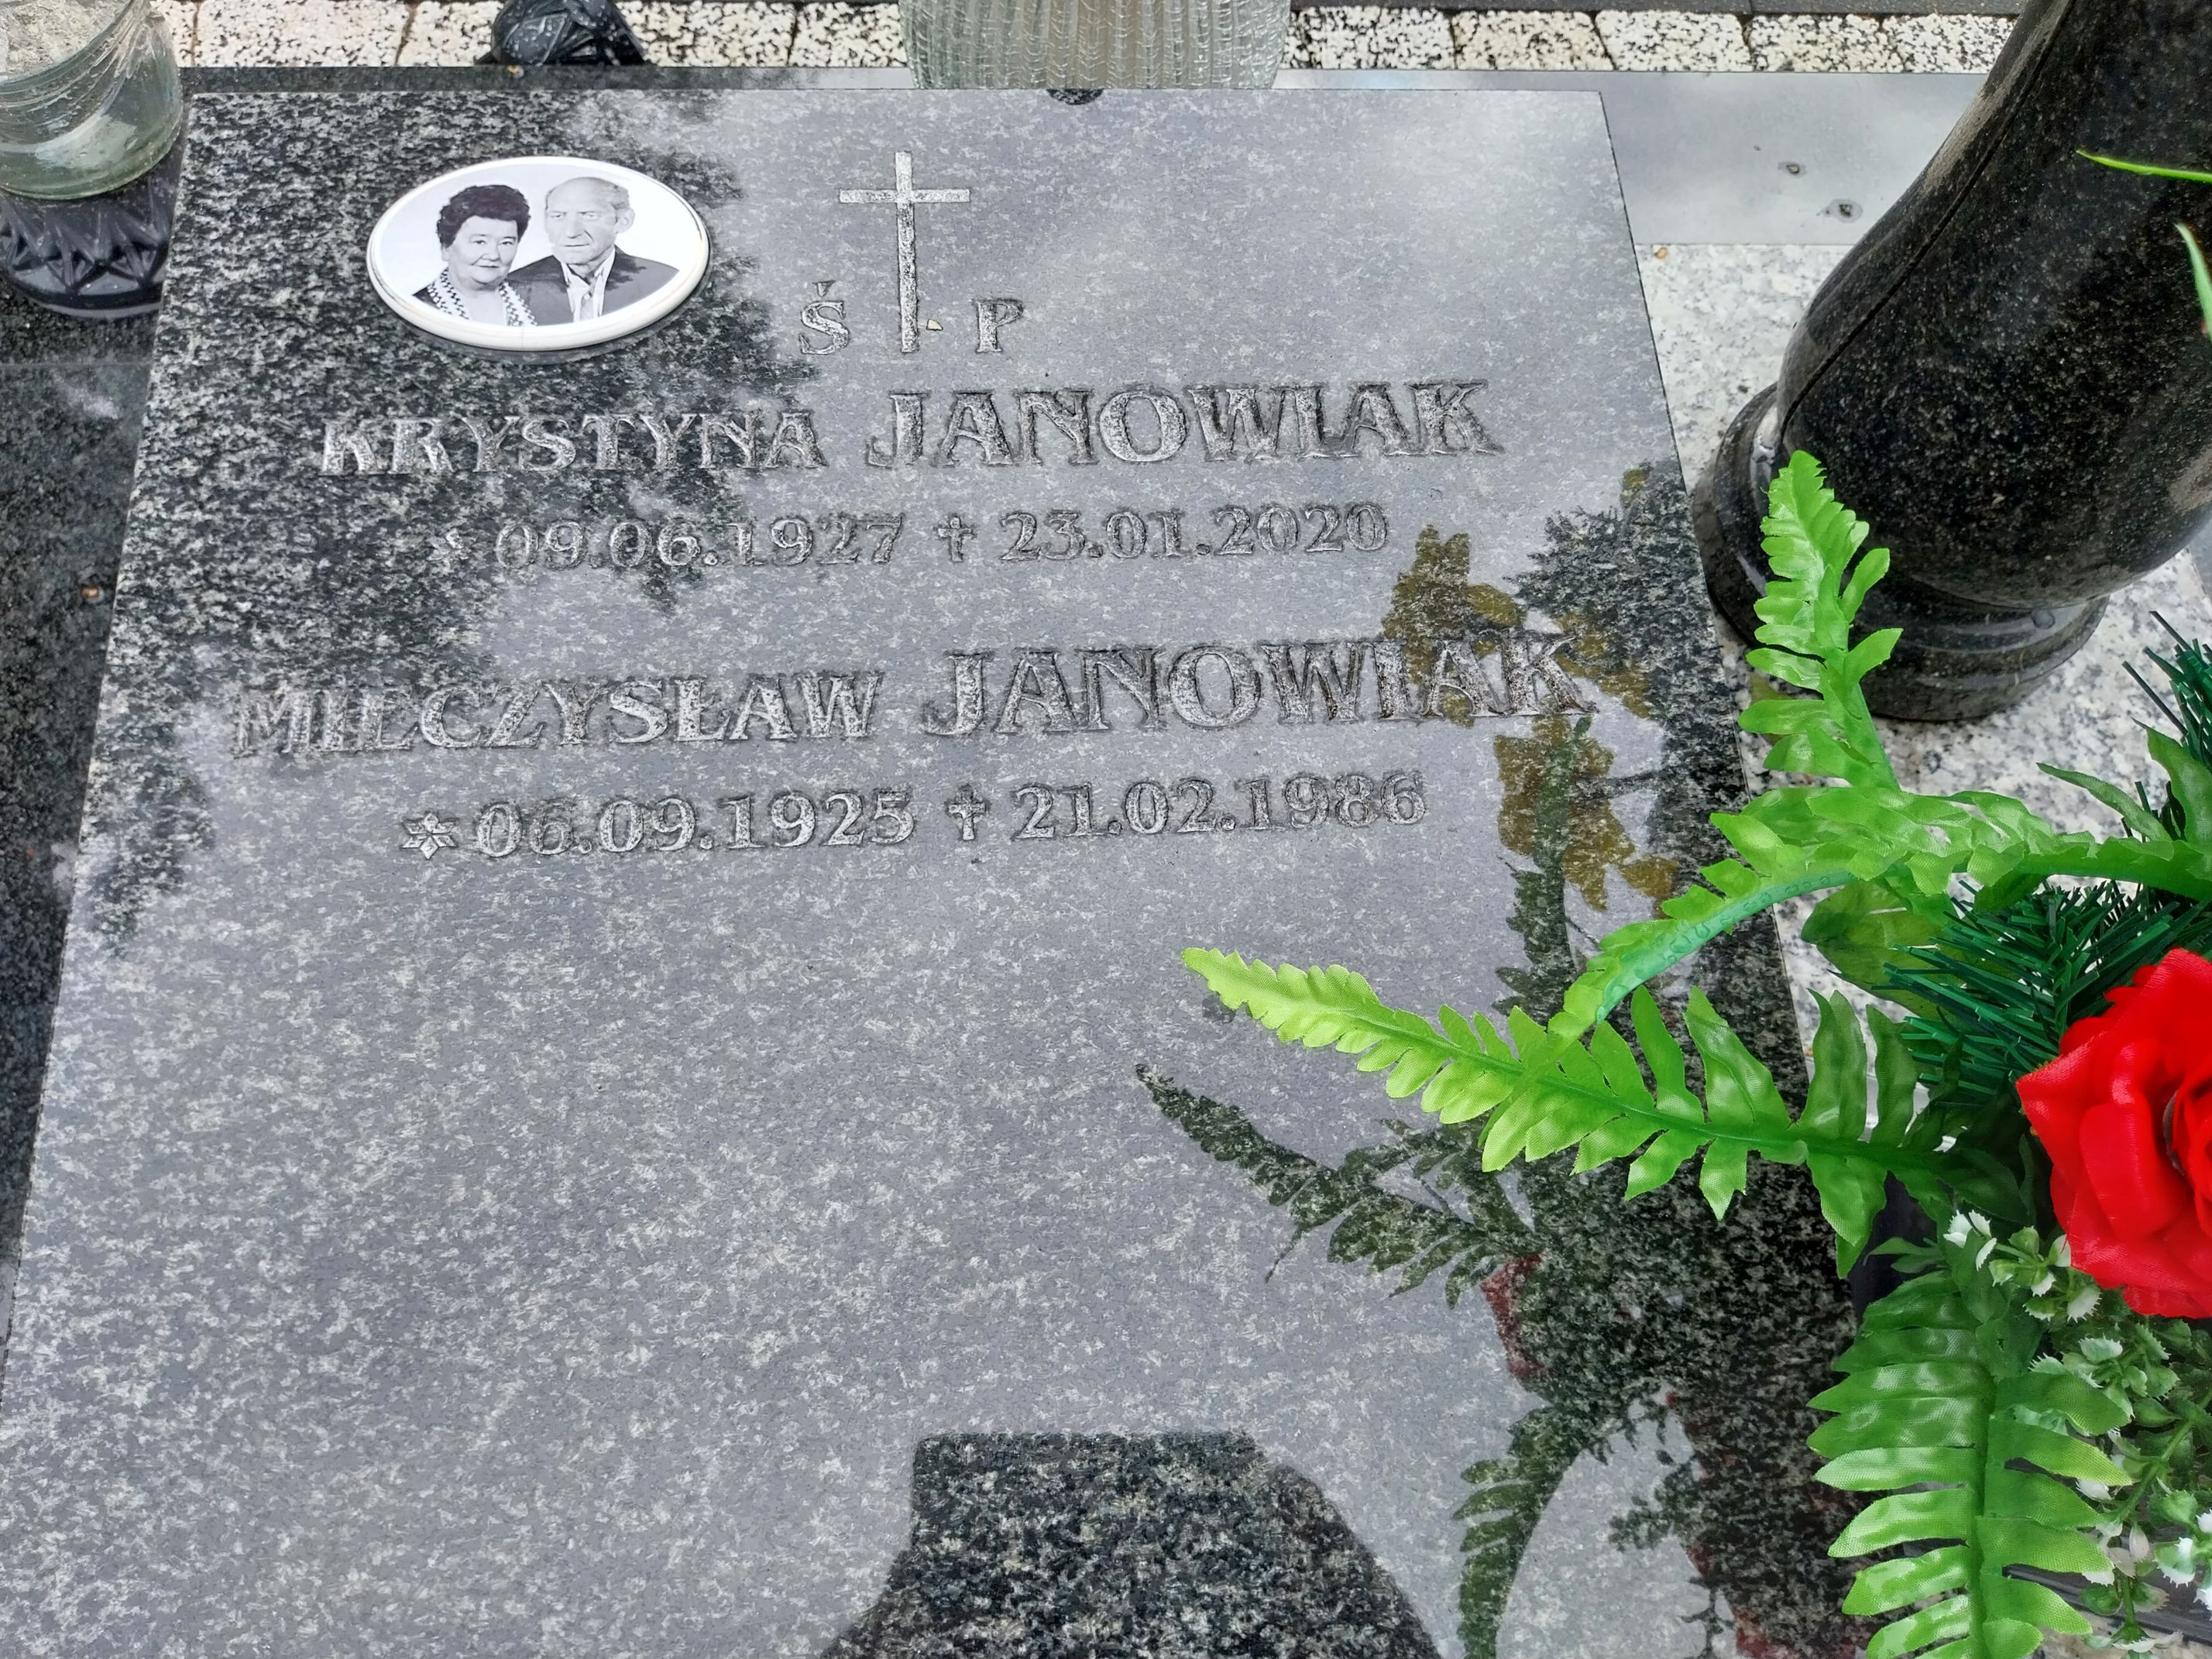 Ś P
KRYSTYNA JANOWIAK
* 09.06.1927 † 23.01.2020
MIECZYSŁAW JANOWIAK
* 06.09.1925 † 21.02.1986